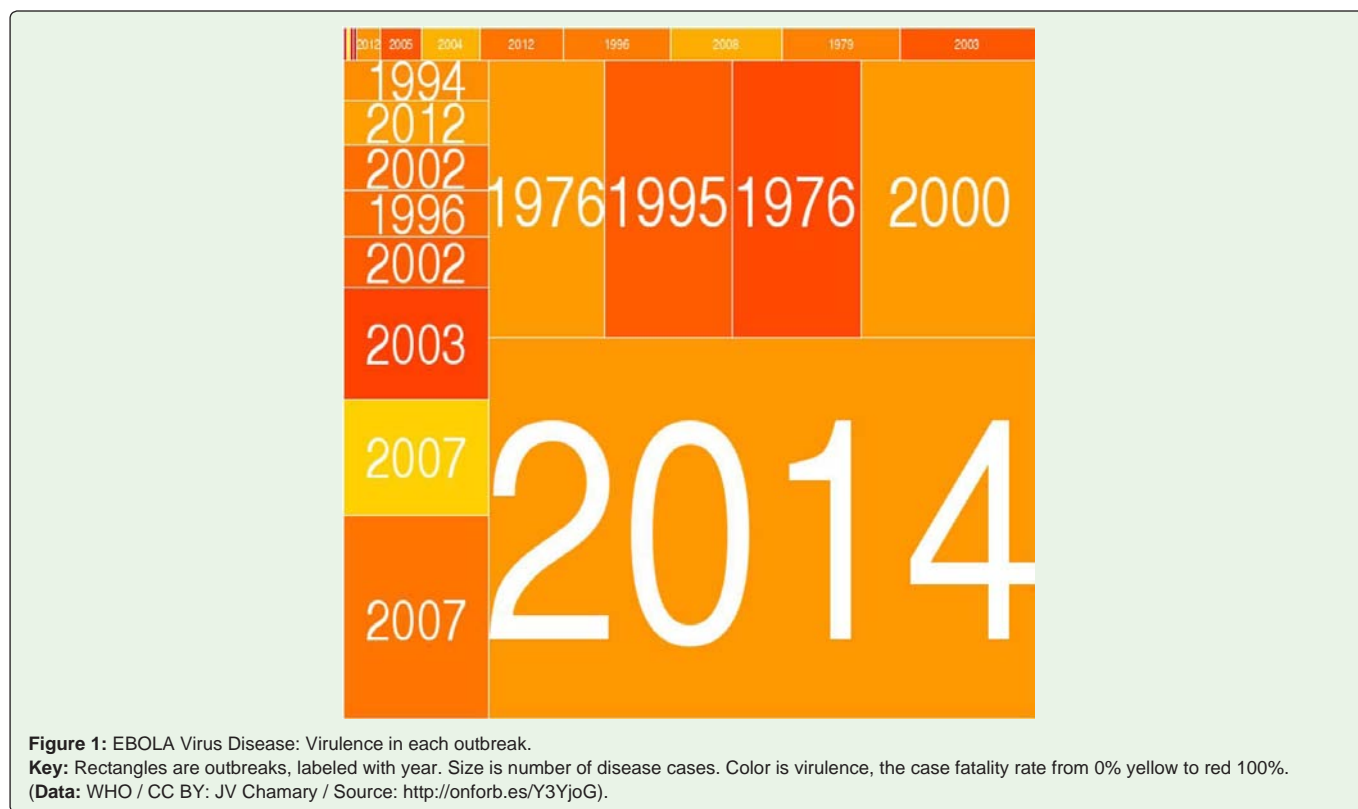 2012 2005 2004 2012 1996 2008 1979 2003
1994
2012
2002
1996
2002
2003
2007
2007
1976 1995 1976 2000
2014
Figure 1: EBOLA Virus Disease: Virulence in each outbreak.
Key: Rectangles are outbreaks, labeled with year. Size is number of disease cases. Color is virulence, the case fatality rate from 0% yellow to red 100%.
(Data: WHO / CC BY: JV Chamary / Source: http://onforb.es/Y3YjoG).